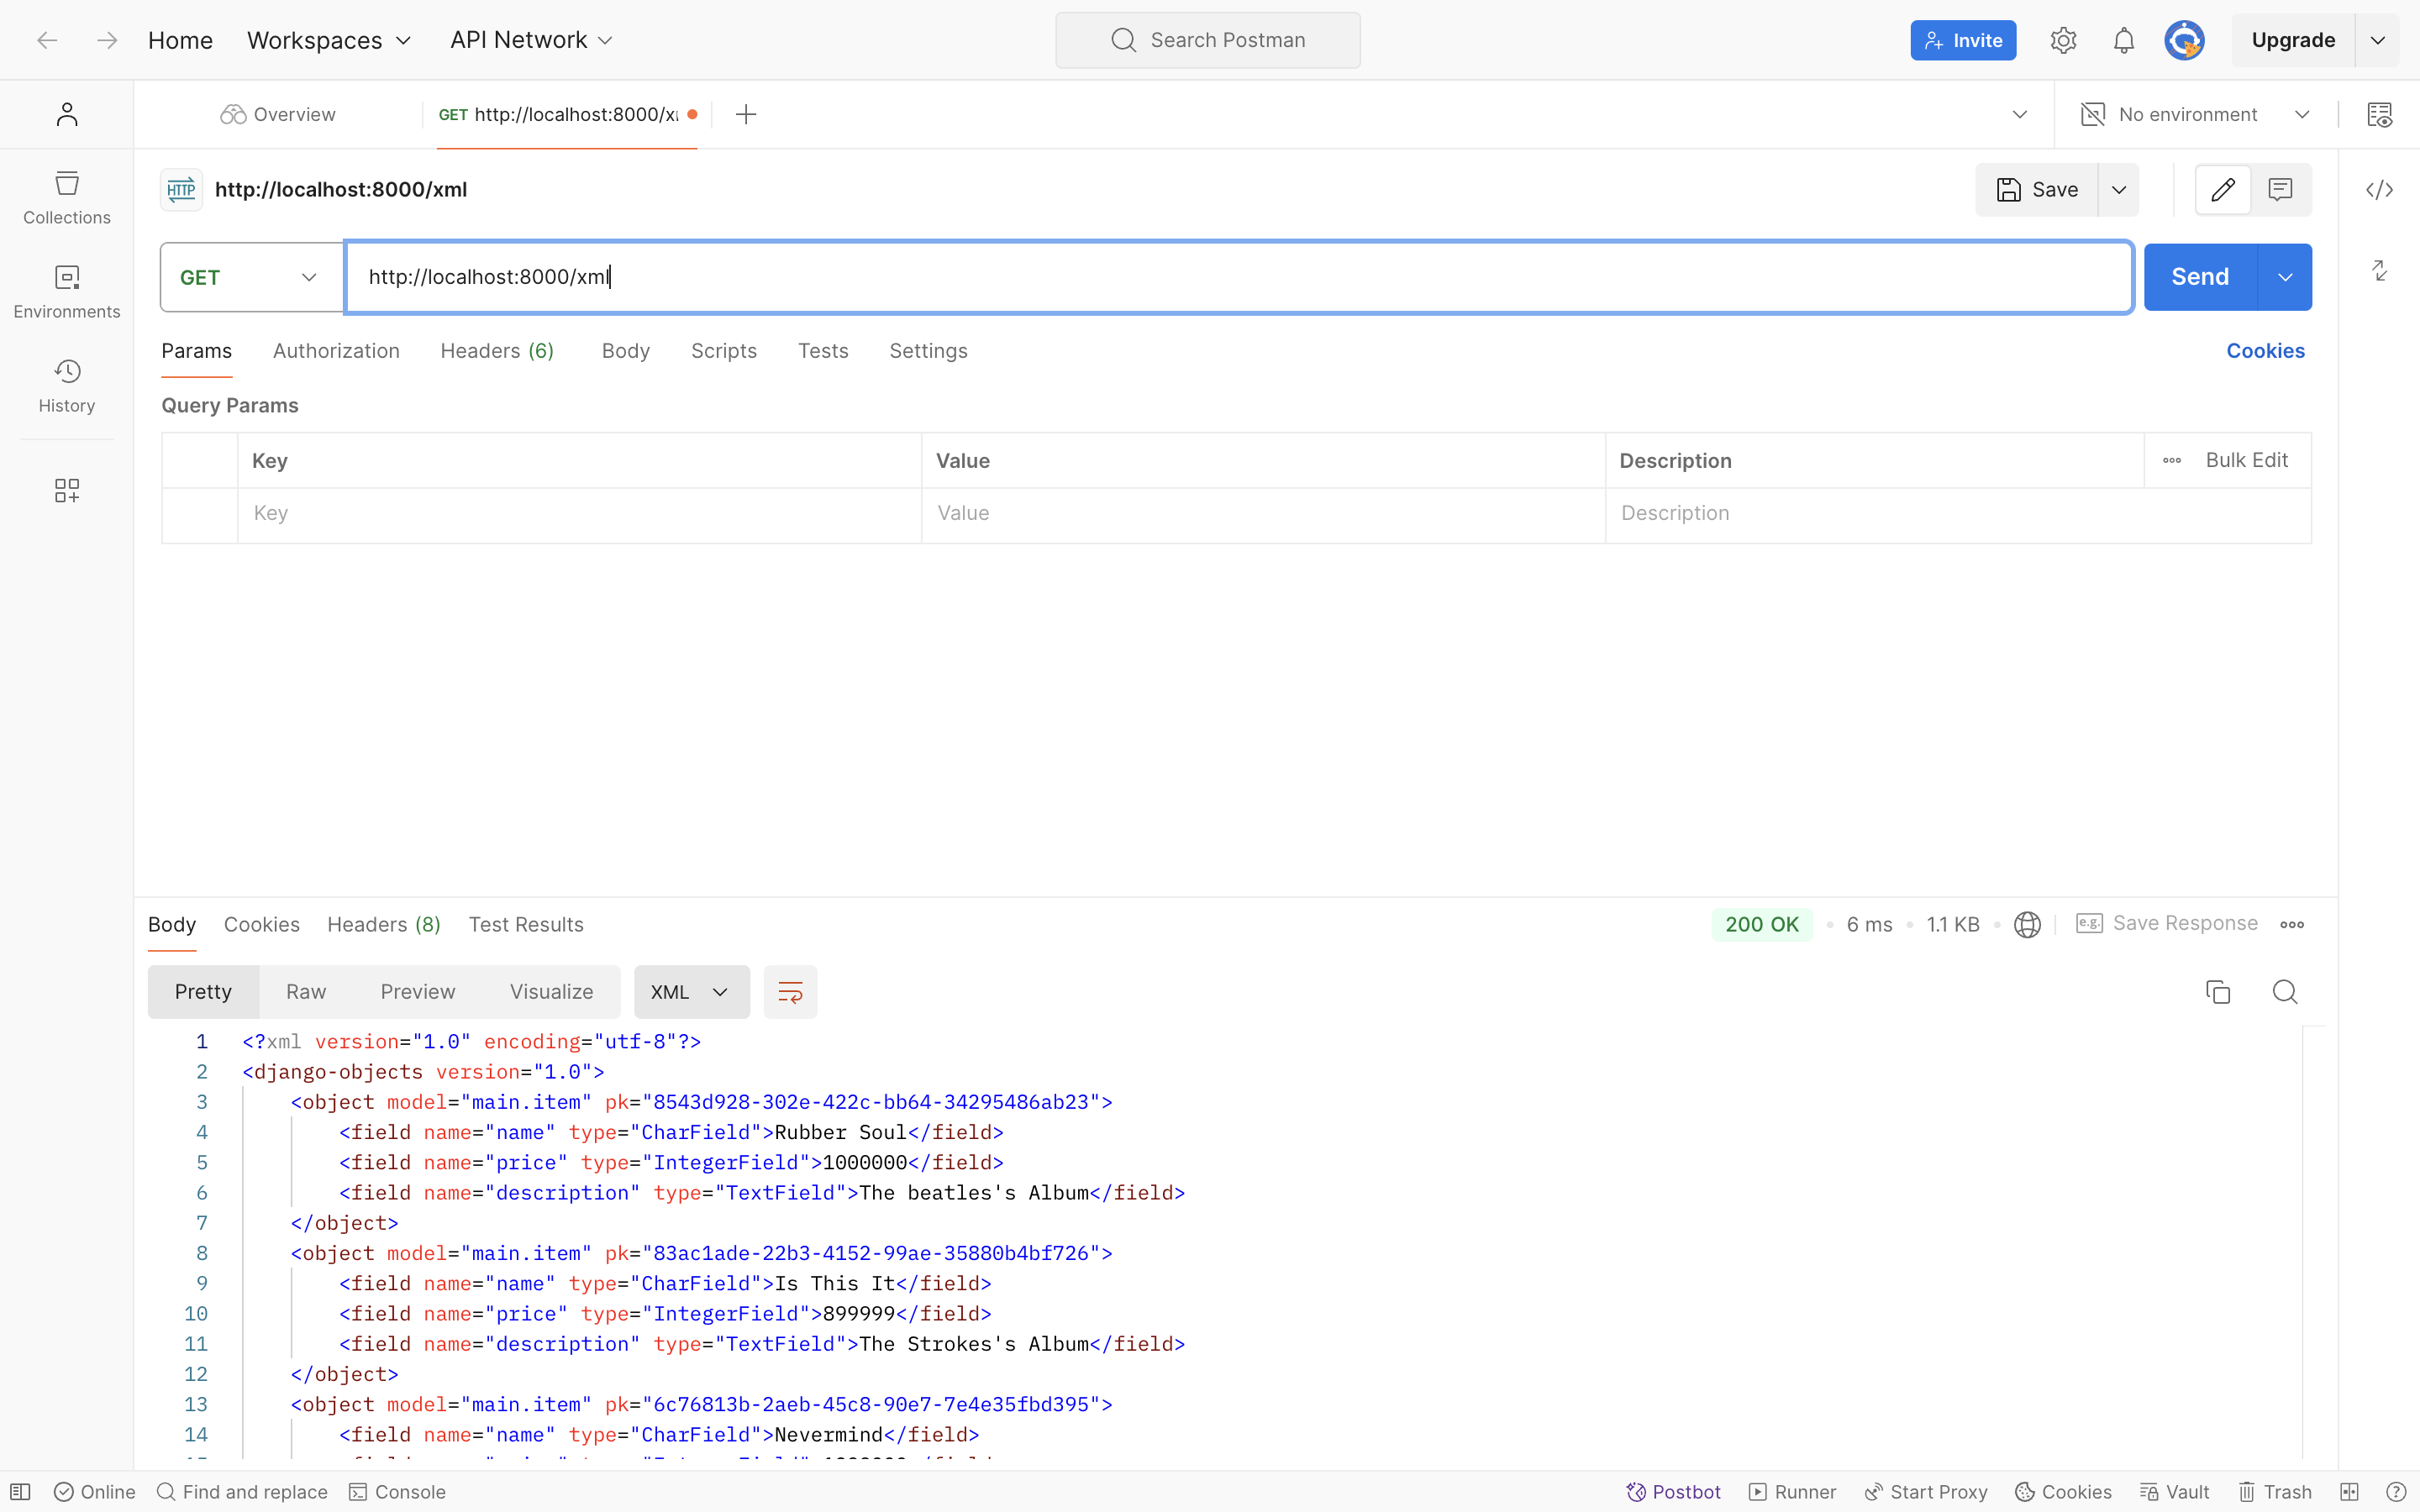 Home Workspaces API Network Search Postman Invite Upgrade
Overview GET http://localhost:8000/x No environment
HTTP http://localhost:8000/xml Save
Collections
GET http://localhost:8000/xml Send
Environments
Params Authorization Headers (6) Body Scripts Tests Settings Cookies
History
Query Params
Key Value Description Bulk Edit
Key Value Description
Body Cookies Headers (8) Test Results 200 OK 6 ms 1.1 KB e.g. Save Response
Pretty Raw Preview Visualize XML
1 <?xml version="1.0" encoding="utf-8"?>
2 <django-objects version="1.0">
3 <object model="main.item" pk="8543d928-302e-422c-bb64-34295486ab23">
4 <field name="name" type="CharField">Rubber Soul</field>
5 <field name="price" type="IntegerField">1000000</field>
6 <field name="description" type="TextField">The beatles's Album</field>
7 </object>
8 <object model="main.item" pk="83ac1ade-22b3-4152-99ae-35880b4bf726">
9 <field name="name" type="CharField">Is This It</field>
10 <field name="price" type="IntegerField">899999</field>
11 <field name="description" type="TextField">The Strokes's Album</field>
12 </object>
13 <object model="main.item" pk="6c76813b-2aeb-45c8-90e7-7e4e35fbd395">
14 <field name="name" type="CharField">Nevermind</field>
Online Find and replace Console Postbot Runner Start Proxy Cookies Vault Trash